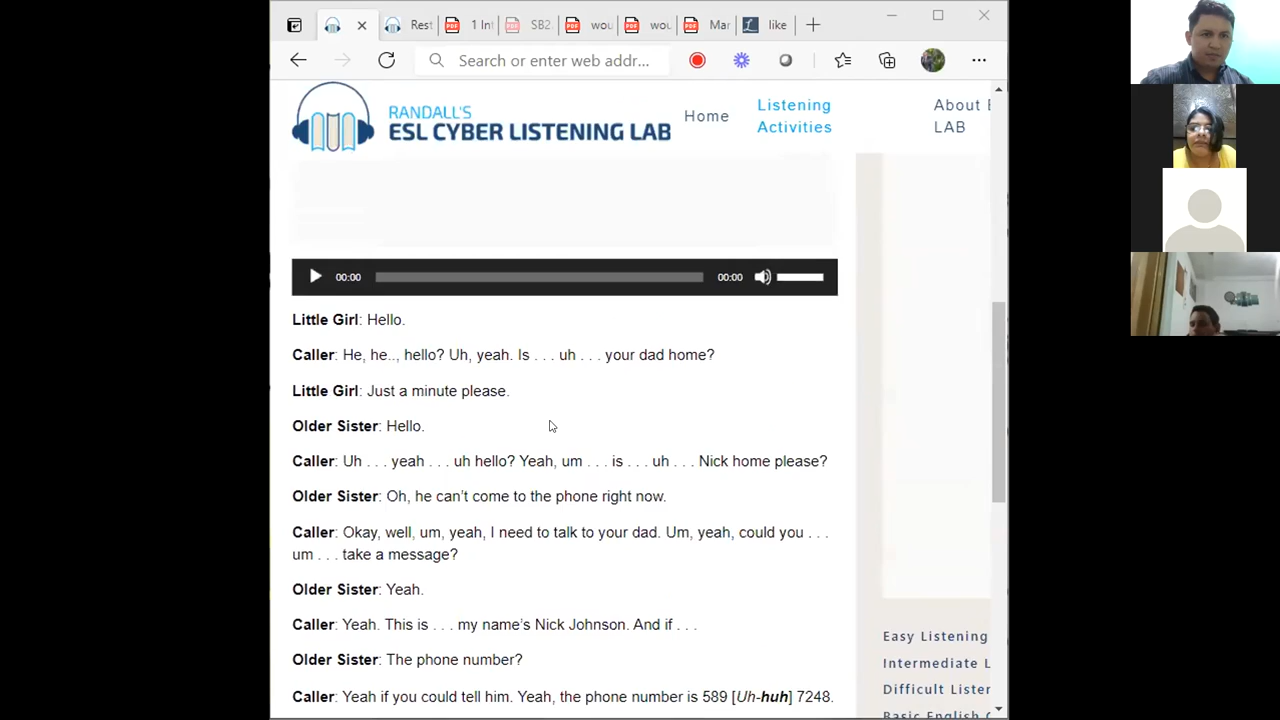 Rest
1 Int
SB2
wou
wou
Mar
like
Search or enter web addr...
RANDALL'S
ESL CYBER LISTENING LAB
Home
Listening
Activities
About E
LAB
00:00
00:00
Little Girl: Hello.
Caller: He, he.., hello? Uh, yeah. Is . . . uh . . . your dad home?
Little Girl: Just a minute please.
Older Sister: Hello.
Caller: Uh . . . yeah . . . uh hello? Yeah, um . . . is . . . uh . . . Nick home please?
Older Sister: Oh, he can't come to the phone right now.
Caller: Okay, well, um, yeah, I need to talk to your dad. Um, yeah, could you . . .
um . . . take a message?
Older Sister: Yeah.
Caller: Yeah. This is . . . my name's Nick Johnson. And if . . .
Older Sister: The phone number?
Caller: Yeah if you could tell him. Yeah, the phone number is 589 [Uh-huh] 7248.
Easy Listening
Intermediate L
Difficult Lister
Basic English